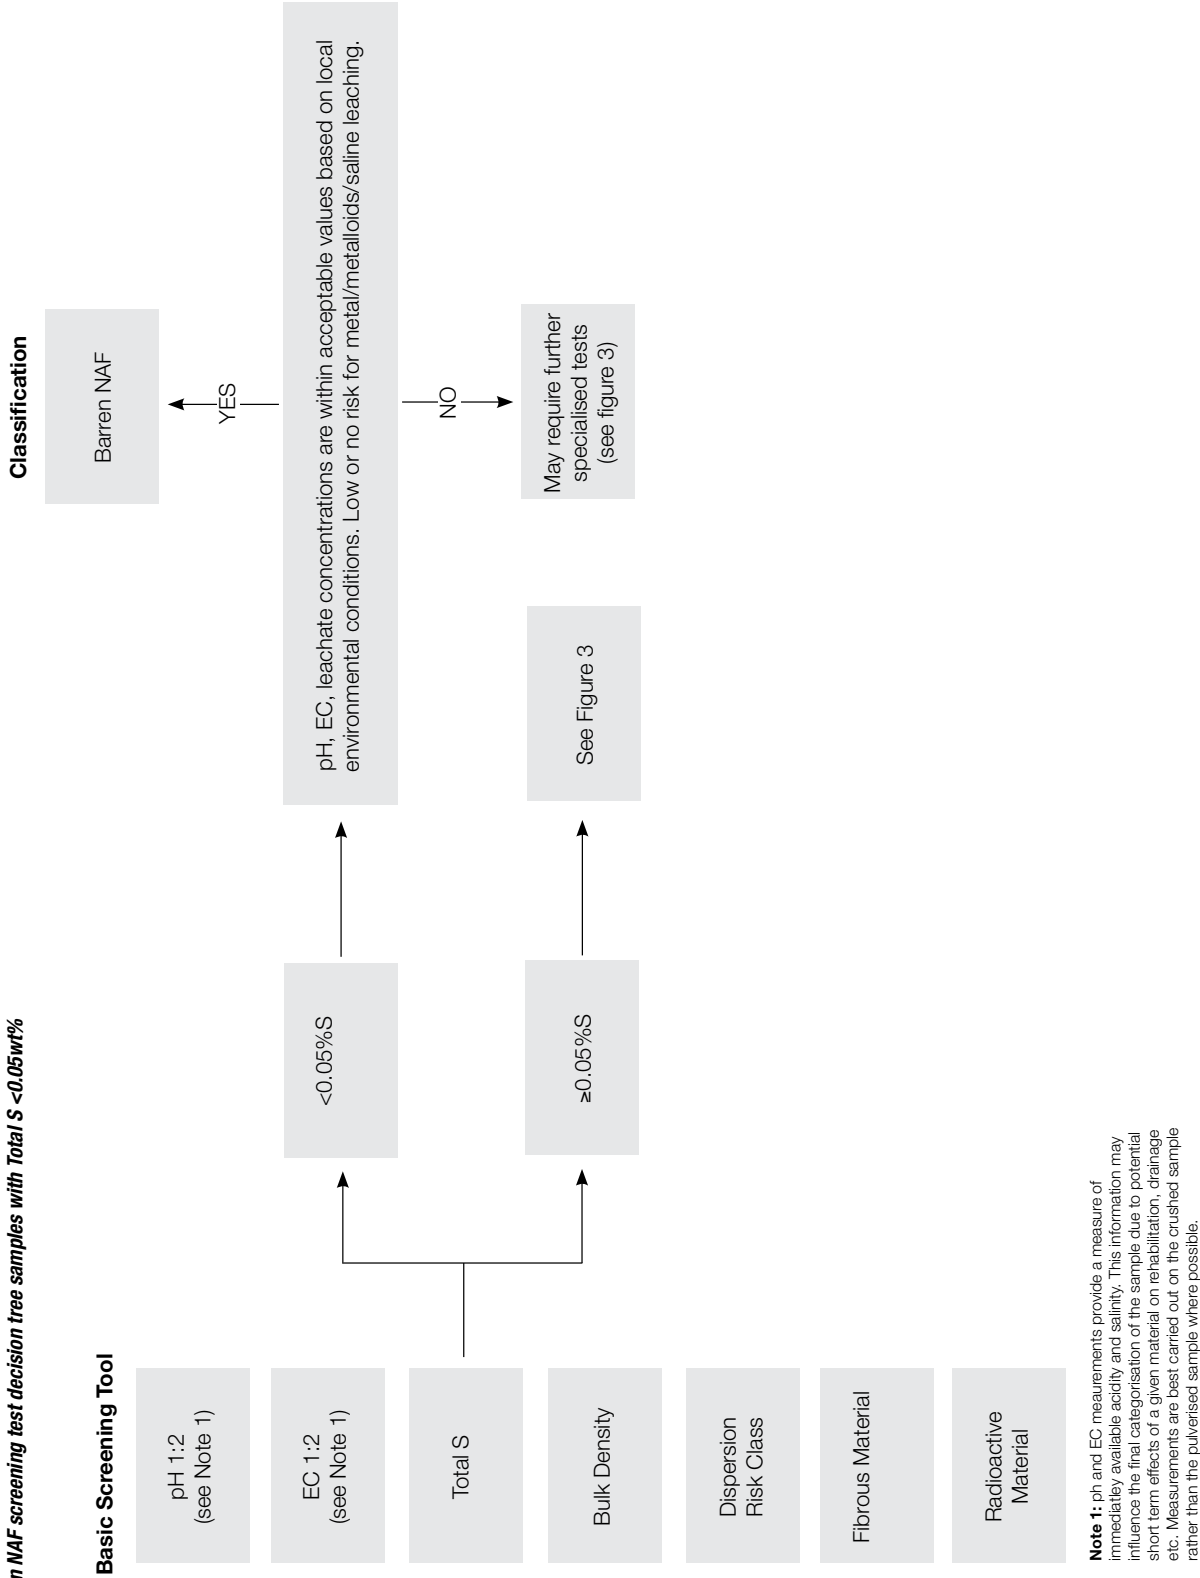 NAF screening test decision tree samples with Total S <0.05wt%
Basic Screening Tool
Classification
pH 1:2
(see Note 1)
EC 1:2
(see Note 1)
Total S
Bulk Density
Dispersion
Risk Class
Fibrous Material
Radioactive
Material
<0.05%S
≥0.05%S
pH, EC, leachate concentrations are within acceptable values based on local
environmental conditions. Low or no risk for metal/metalloids/saline leaching.
See Figure 3
YES
Barren NAF
NO
May require further
specialised tests
(see figure 3)
Note 1: ph and EC meaurements provide a measure of
immediatley available acidity and salinity. This information may
influence the final categorisation of the sample due to potential
short term effects of a given material on rehabilitation, drainage
etc. Measurements are best carried out on the crushed sample
rather than the pulverised sample where possible.